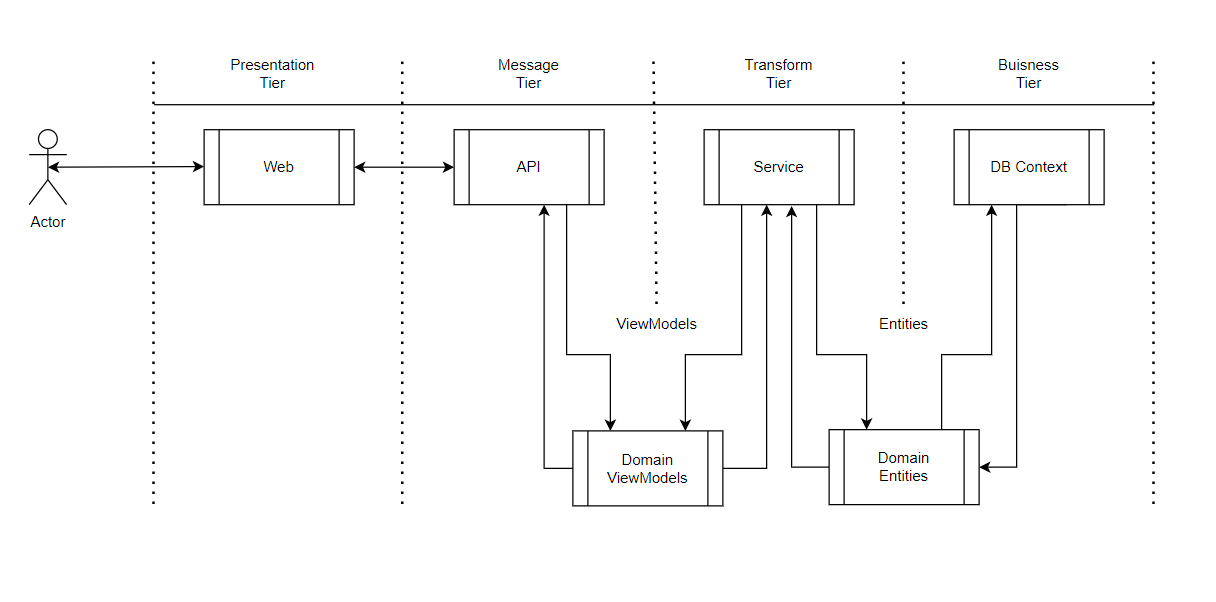 Presentation
Tier
Message
Tier
Transform
Tier
Buisness
Tier
Web
API
Service
DB Context
Actor
ViewModels
Entities
Domain
ViewModels
Domain
Entities